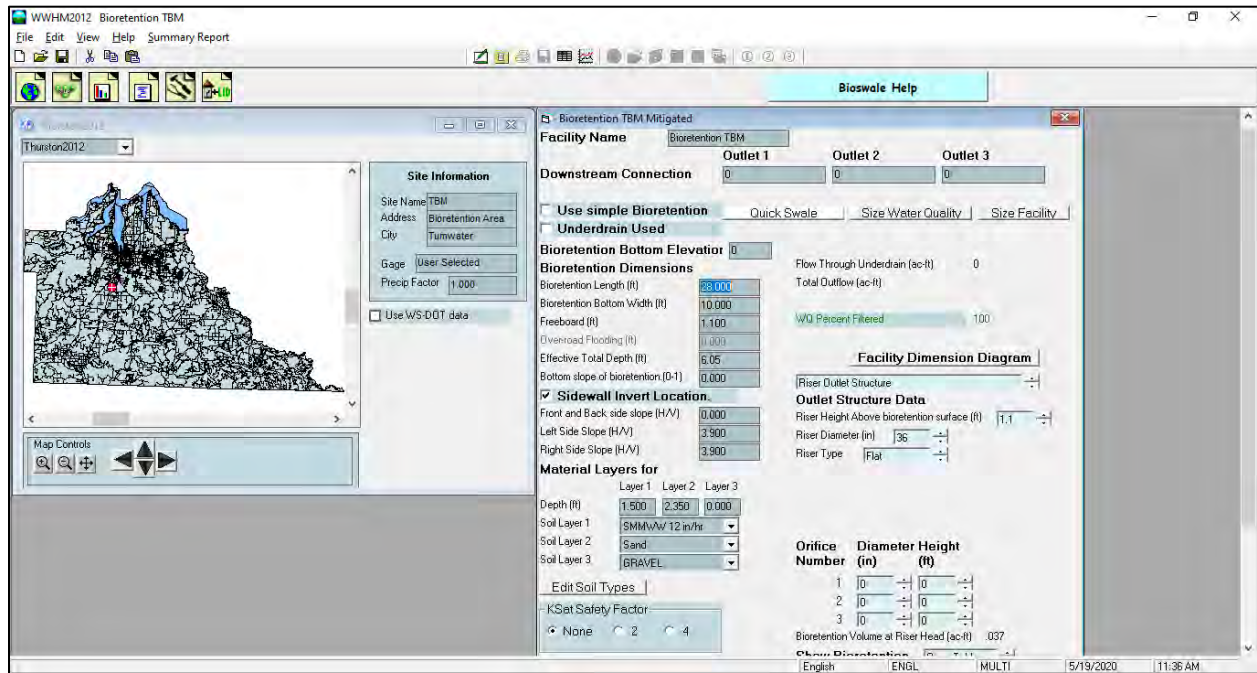 WWHM2012 Bioretention TBM
File Edit View Help Summary Report
Bioswale Help
Thurston2012
Site Information
Site Name TBM
Address Bioretention Area
City Tumwater
Gage User Selected
Precip Factor 1.000
Use WS-DOT data
Map Controls
Bioretention TBM Mitigated
Facility Name Bioretention TBM
Outlet 1 Outlet 2 Outlet 3
Downstream Connection 0 0 0
Use simple Bioretention Quick Swale Size Water Quality Size Facility
Underdrain Used
Bioretention Bottom Elevation 0
Bioretention Dimensions
Bioretention Length (ft) 28.000
Bioretention Bottom Width (ft) 10.000
Freeboard (ft) 1.100
Overroad Flooding (ft) 0.000
Effective Total Depth (ft) 6.05
Bottom slope of bioretention.(0-1) 0.000
Sidewall Invert Location.
Front and Back side slope (H/V) 0.000
Left Side Slope (H/V) 3.900
Right Side Slope (H/V) 3.900
Material Layers for
Layer 1 Layer 2 Layer 3
Depth (ft) 1.500 2.350 0.000
Soil Layer 1 SMMWW 12 in/hr
Soil Layer 2 Sand
Soil Layer 3 GRAVEL
Edit Soil Types
KSat Safety Factor
None 2 4
Flow Through Underdrain (ac-ft) 0
Total Outflow (ac-ft)
WQ Percent Filtered 100
Facility Dimension Diagram
Riser Outlet Structure
Outlet Structure Data
Riser Height Above bioretention surface (ft) 1.1
Riser Diameter (in) 36
Riser Type Flat
Orifice Diameter Height
Number (in) (ft)
1 0 0
2 0 0
3 0 0
Bioretention Volume at Riser Head (ac-ft) .037
Show Bioretention
English ENGL MULTI 5/19/2020 11:36 AM